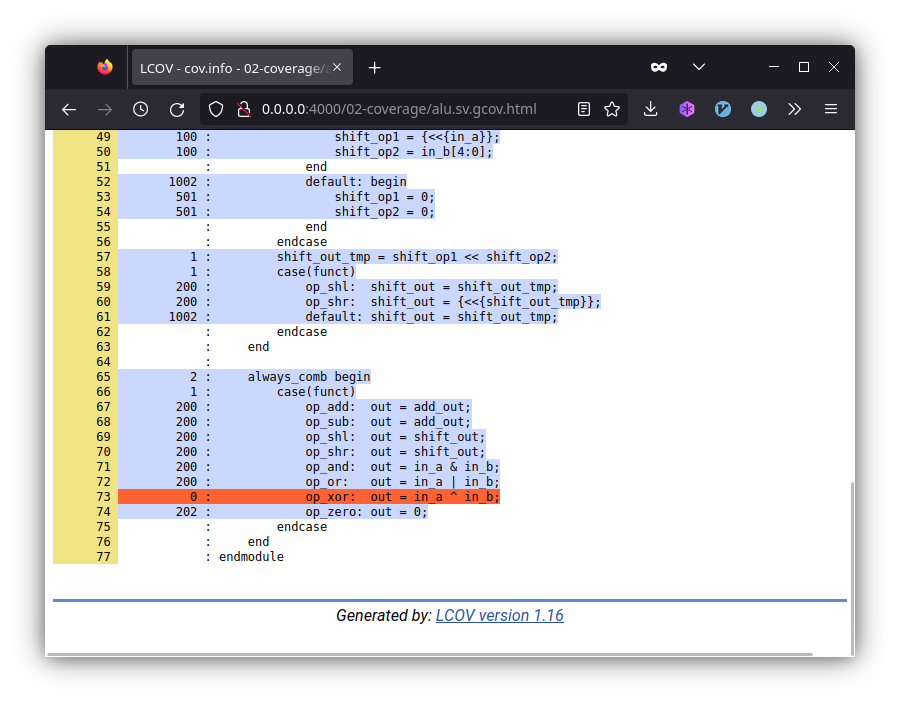 LCOV - cov.info - 02-coverage/a
0.0.0.0:4000/02-coverage/alu.sv.gcov.html
49 100 : shift_op1 = {<<{in_a}};
50 100 : shift_op2 = in_b[4:0];
51 : end
52 1002 : default: begin
53 501 : shift_op1 = 0;
54 501 : shift_op2 = 0;
55 : end
56 : endcase
57 1 : shift_out_tmp = shift_op1 << shift_op2;
58 1 : case(funct)
59 200 : op_shl: shift_out = shift_out_tmp;
60 200 : op_shr: shift_out = {<<{shift_out_tmp}};
61 1002 : default: shift_out = shift_out_tmp;
62 : endcase
63 : end
64 :
65 2 : always_comb begin
66 1 : case(funct)
67 200 : op_add: out = add_out;
68 200 : op_sub: out = add_out;
69 200 : op_shl: out = shift_out;
70 200 : op_shr: out = shift_out;
71 200 : op_and: out = in_a & in_b;
72 200 : op_or: out = in_a | in_b;
73 0 : op_xor: out = in_a ^ in_b;
74 202 : op_zero: out = 0;
75 : endcase
76 : end
77 : endmodule
Generated by: LCOV version 1.16